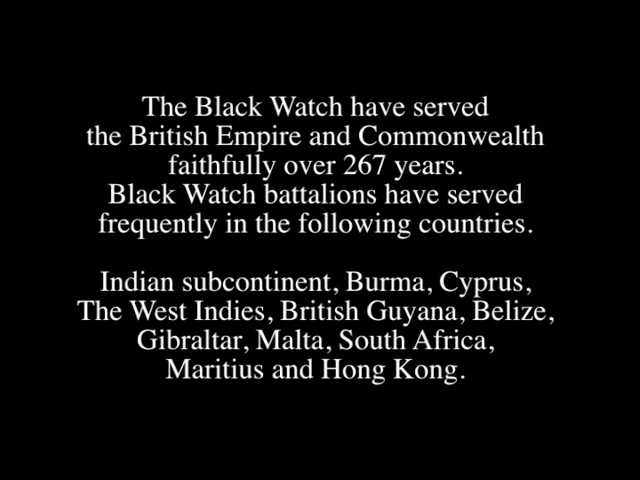 The Black Watch have served
the British Empire and Commonwealth
faithfully over 267 years.
Black Watch battalions have served
frequently in the following countries.
Indian subcontinent, Burma, Cyprus,
The West Indies, British Guyana, Belize,
Gibraltar, Malta, South Africa,
Maritius and Hong Kong.